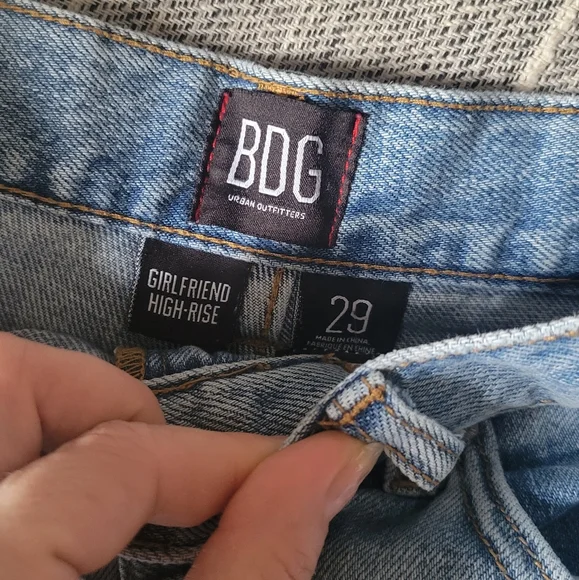 BDG
URBAN OUTFITTERS
GIRLFRIEND
HIGH-RISE
29
MADE IN CHINA
FABRIQUÉ EN CHINE